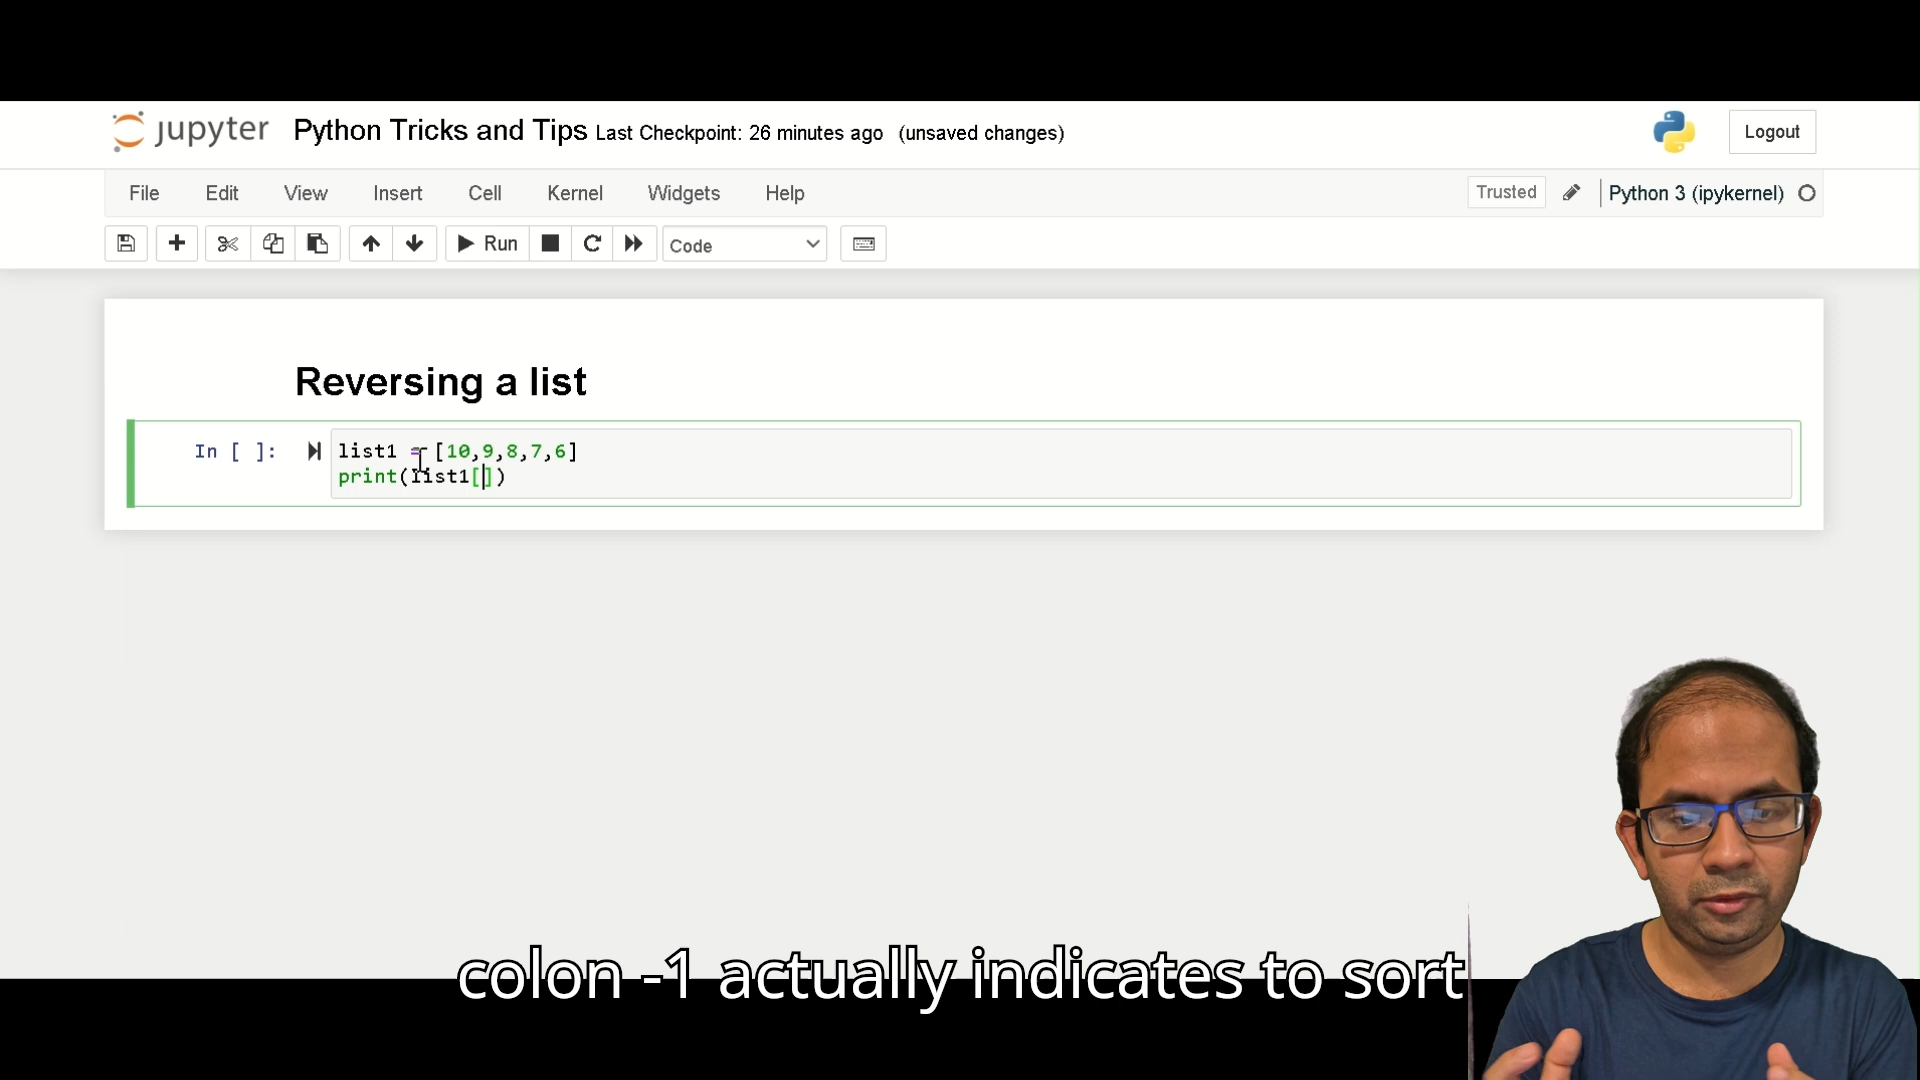 jupyter Python Tricks and Tips Last Checkpoint: 26 minutes ago (unsaved changes) Logout
File Edit View Insert Cell Kernel Widgets Help Trusted Python 3 (ipykernel)
Run Code
Reversing a list
In [ ]: list1 = [10,9,8,7,6]
print(list1[])
colon -1 actually indicates to sort